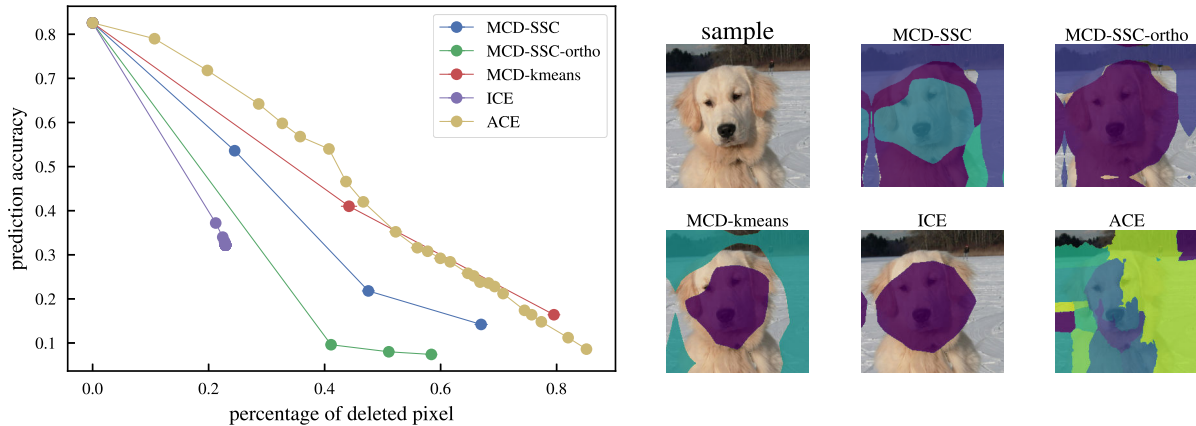 prediction accuracy
0.8
0.7
0.6
0.5
0.4
0.3
0.2
0.1
0.0 0.2 0.4 0.6 0.8
percentage of deleted pixel
MCD-SSC
MCD-SSC-ortho
MCD-kmeans
ICE
ACE
sample MCD-SSC MCD-SSC-ortho
MCD-kmeans ICE ACE